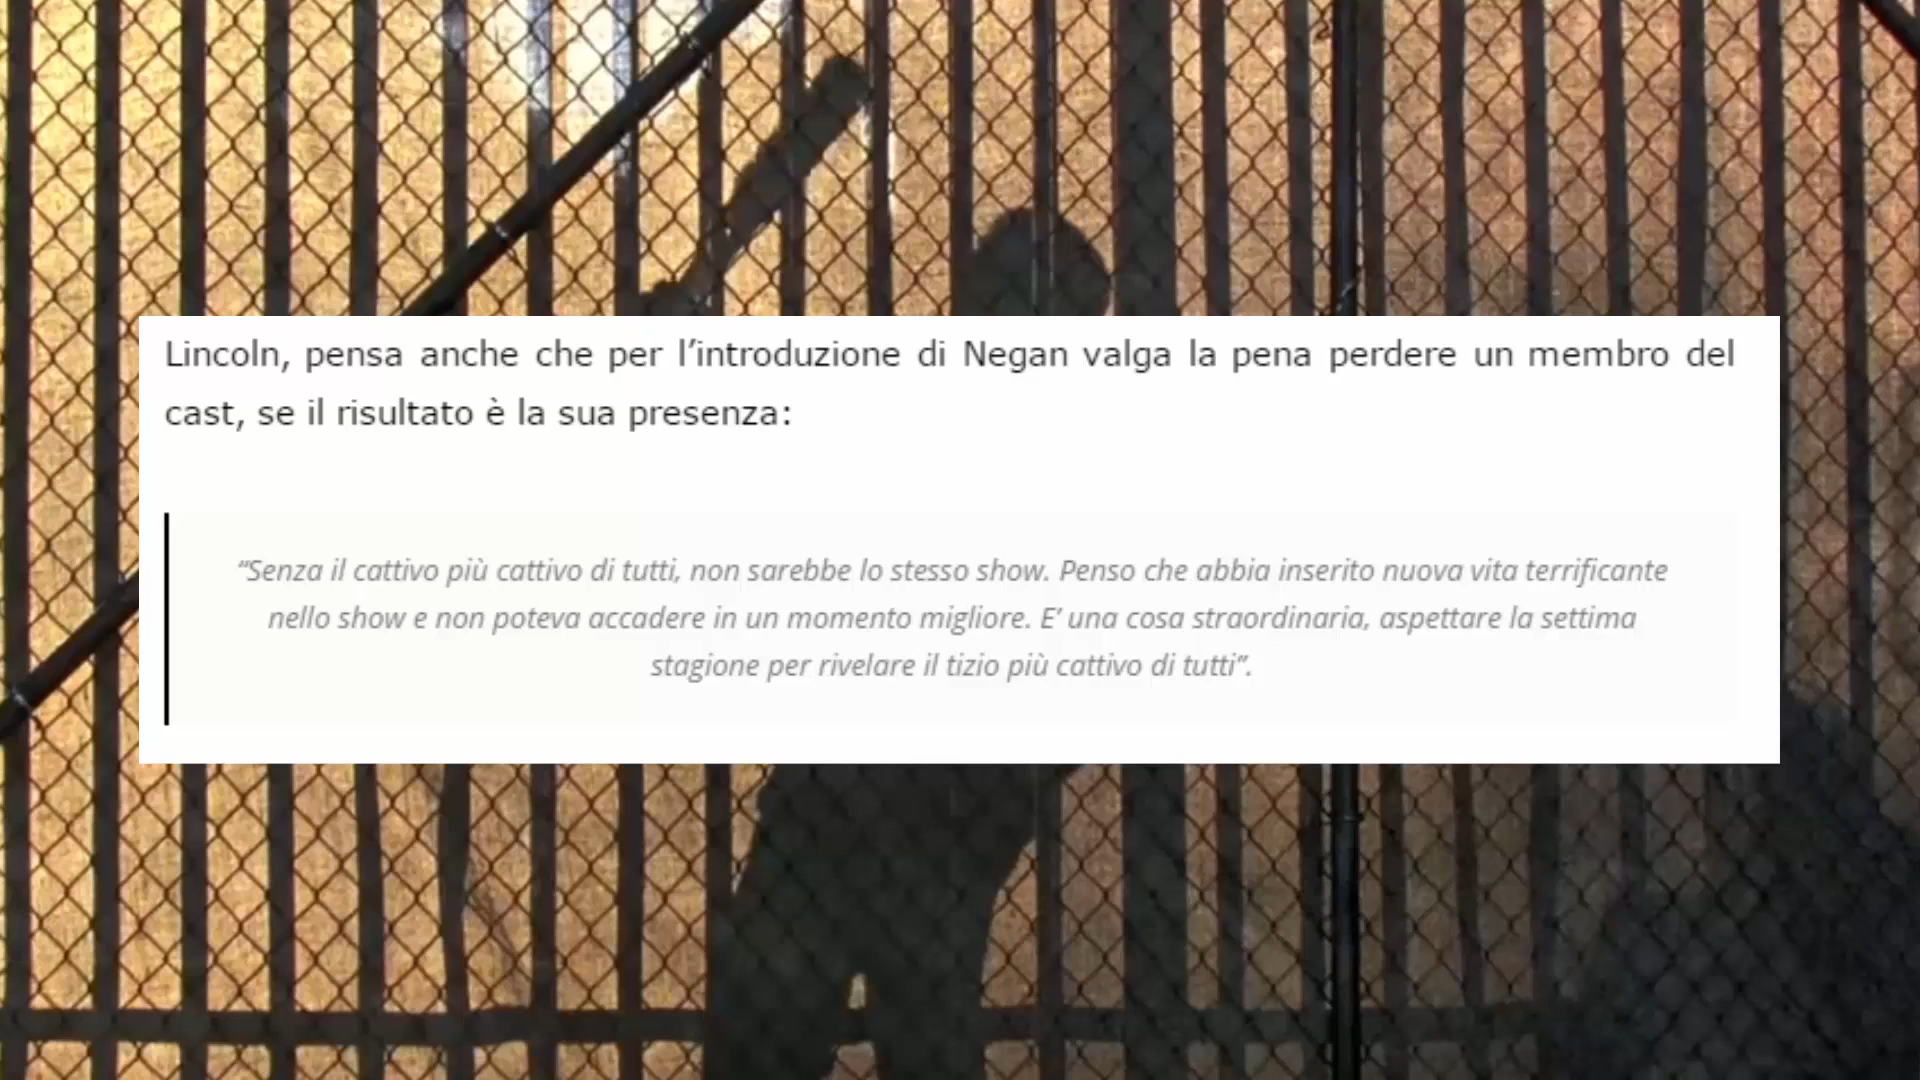 Lincoln, pensa anche che per l’introduzione di Negan valga la pena perdere un membro del
cast, se il risultato è la sua presenza:
“Senza il cattivo più cattivo di tutti, non sarebbe lo stesso show. Penso che abbia inserito nuova vita terrificante
nello show e non poteva accadere in un momento migliore. E’ una cosa straordinaria, aspettare la settima
stagione per rivelare il tizio più cattivo di tutti”.